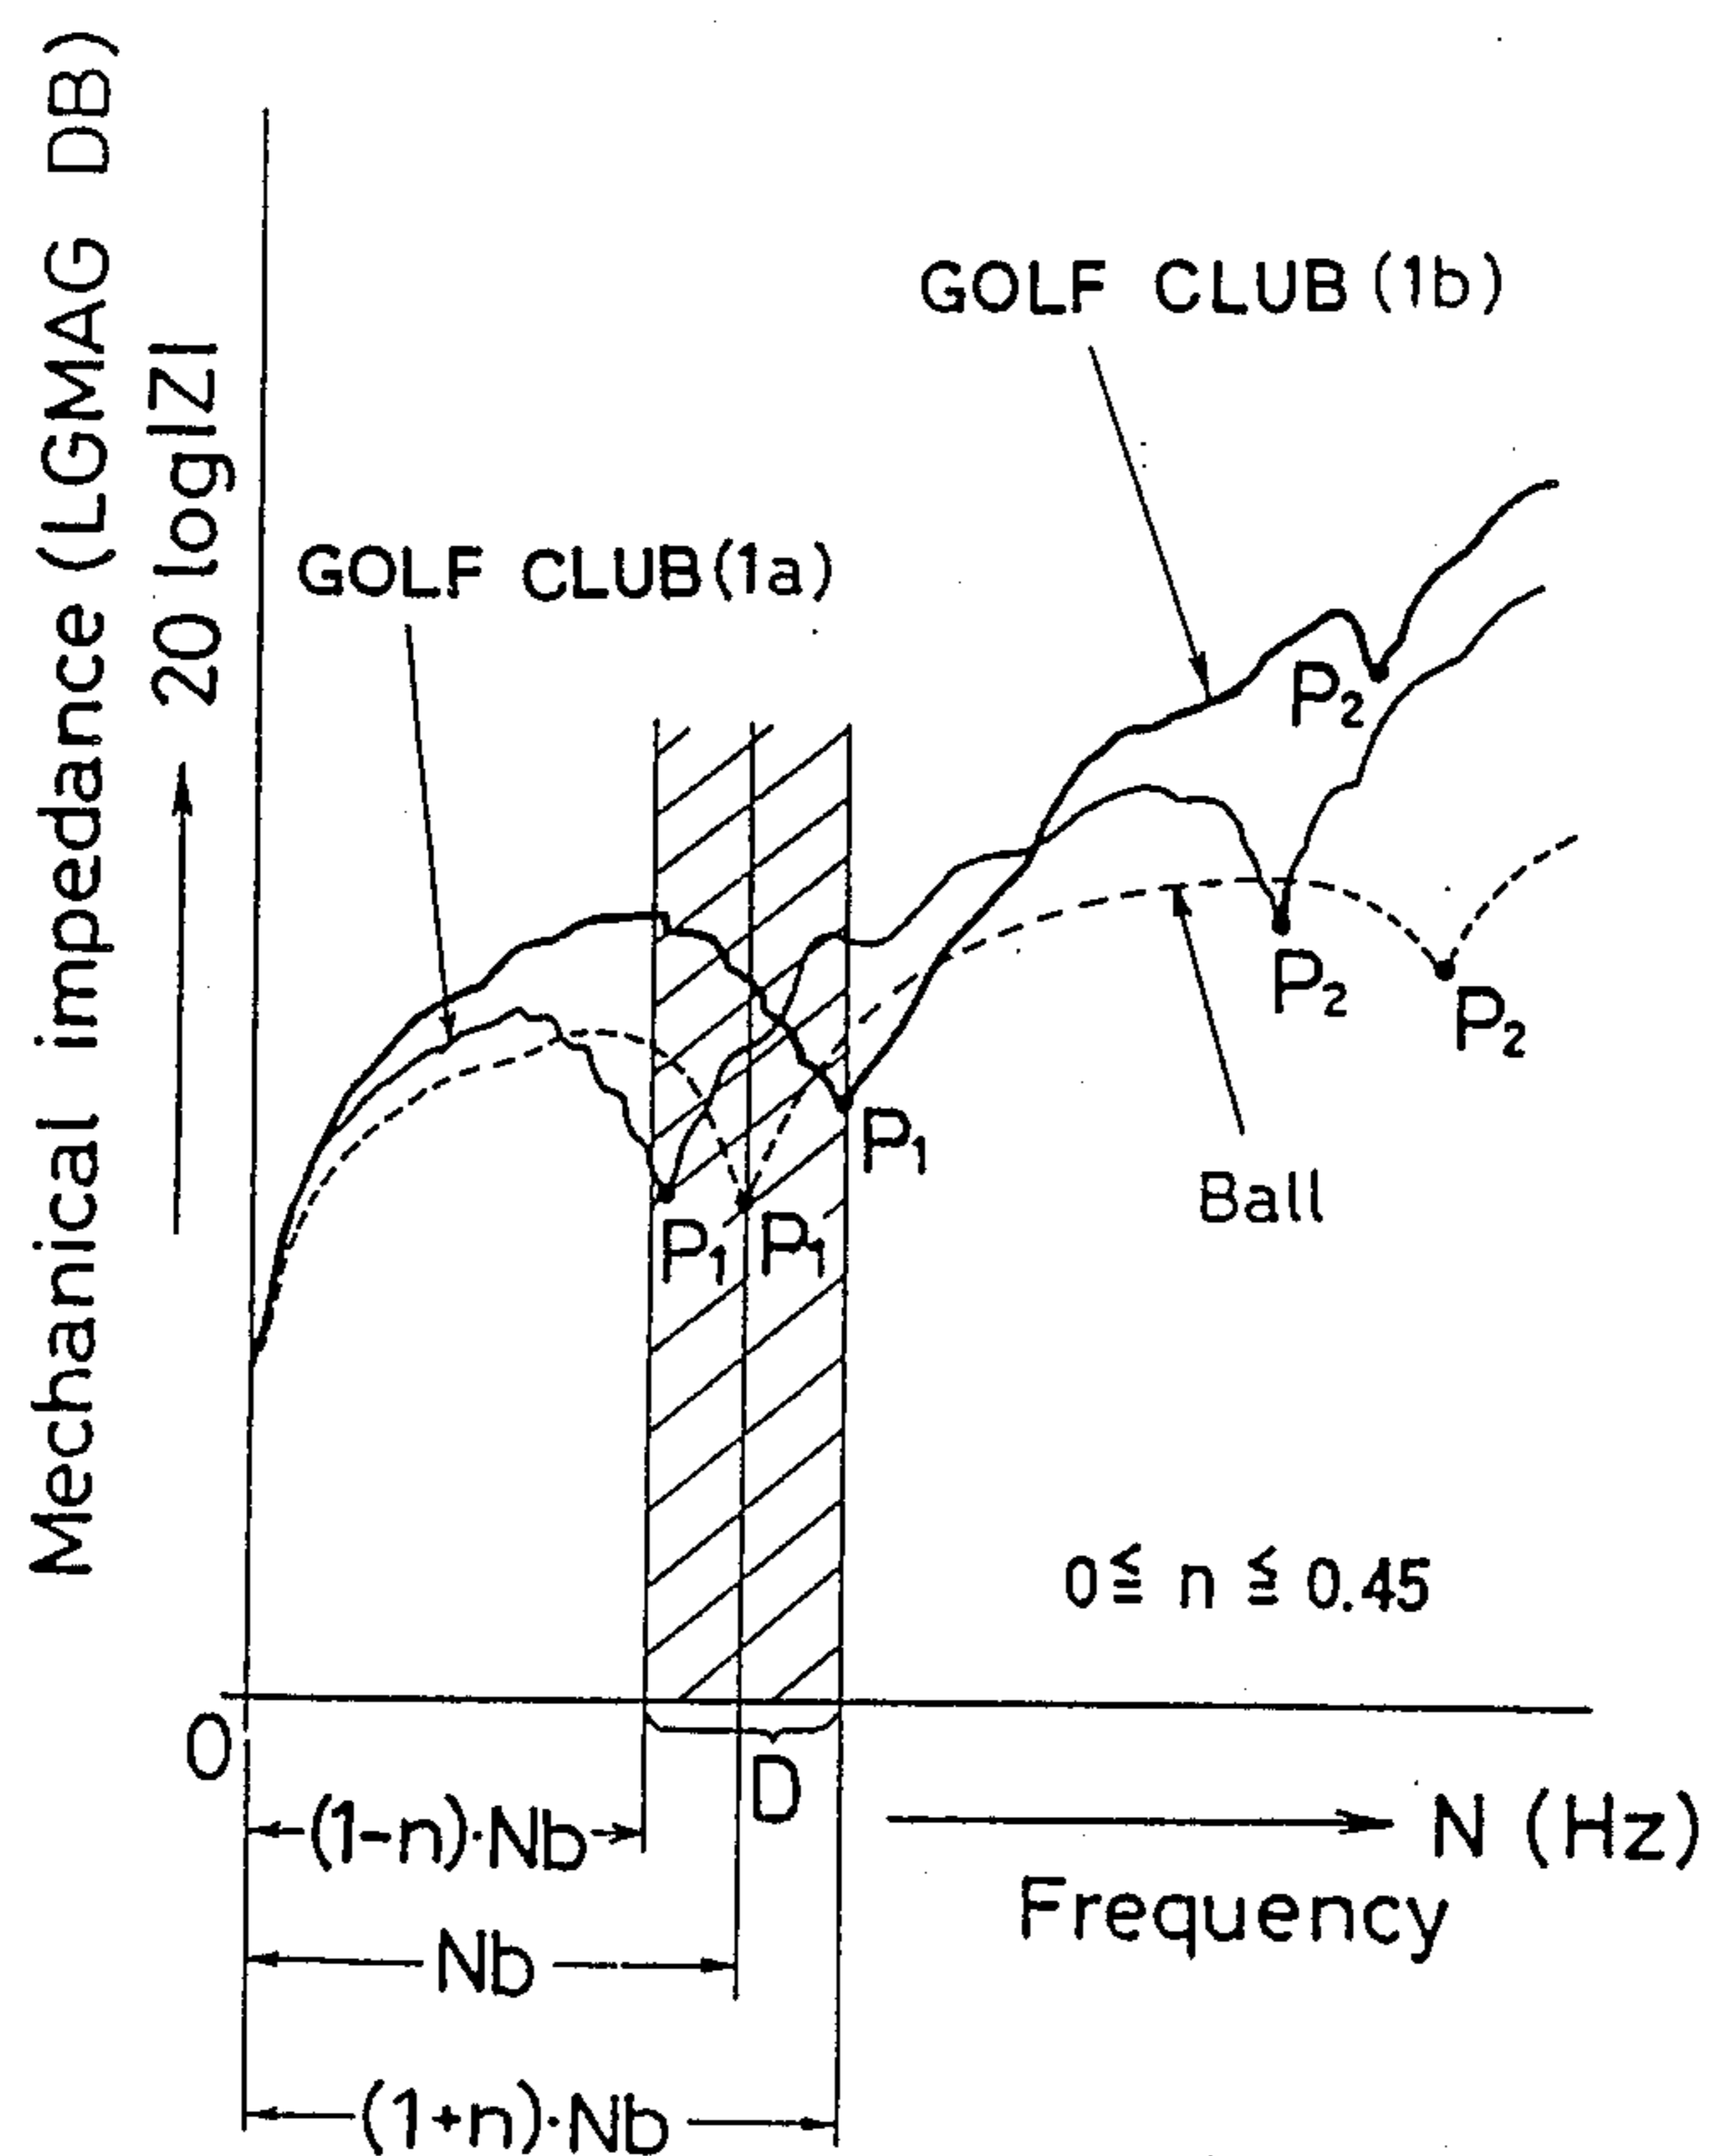 Mechanical impedance (LGMAG DB)
20 log|Z|
GOLF CLUB (1b)
GOLF CLUB (1a)
P2
P2
P2
P1
P1
P1
Ball
0 ≦ n ≦ 0.45
O
D
(1-n)·Nb
N (Hz)
Frequency
Nb
(1+n)·Nb